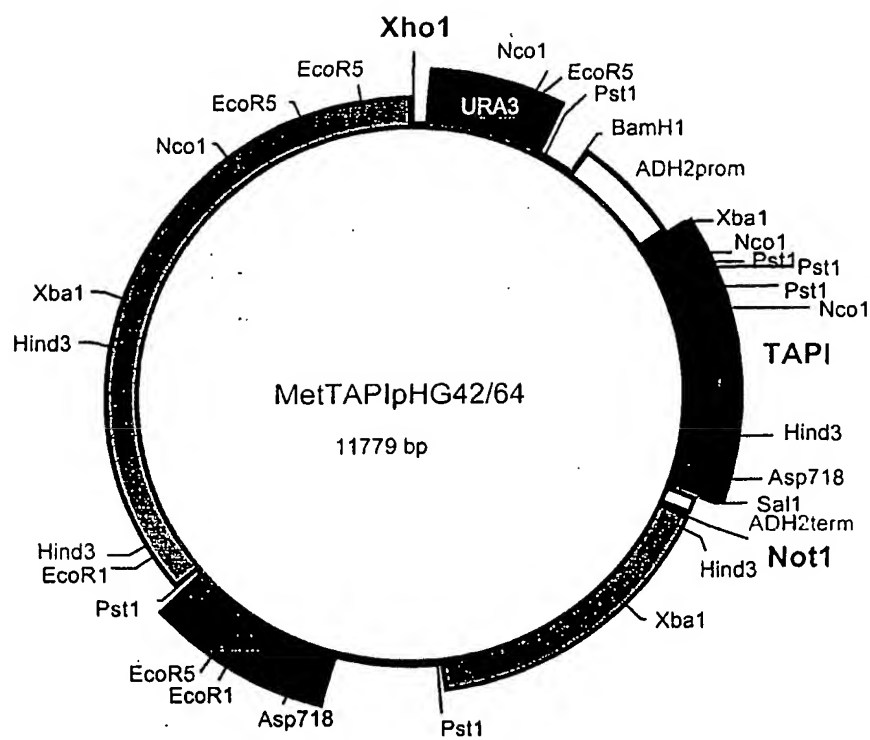 Xho1
Nco1
EcoR5
EcoR5
Pst1
URA3
EcoR5
BamH1
Nco1
ADH2prom
Xba1
Nco1
Pst1
Pst1
Pst1
Nco1
Xba1
Hind3
TAPI
MetTAPIpHG42/64
11779 bp
Hind3
Asp718
Sal1
ADH2term
Not1
Hind3
Hind3
EcoR1
Pst1
Xba1
EcoR5
EcoR1
Asp718
Pst1